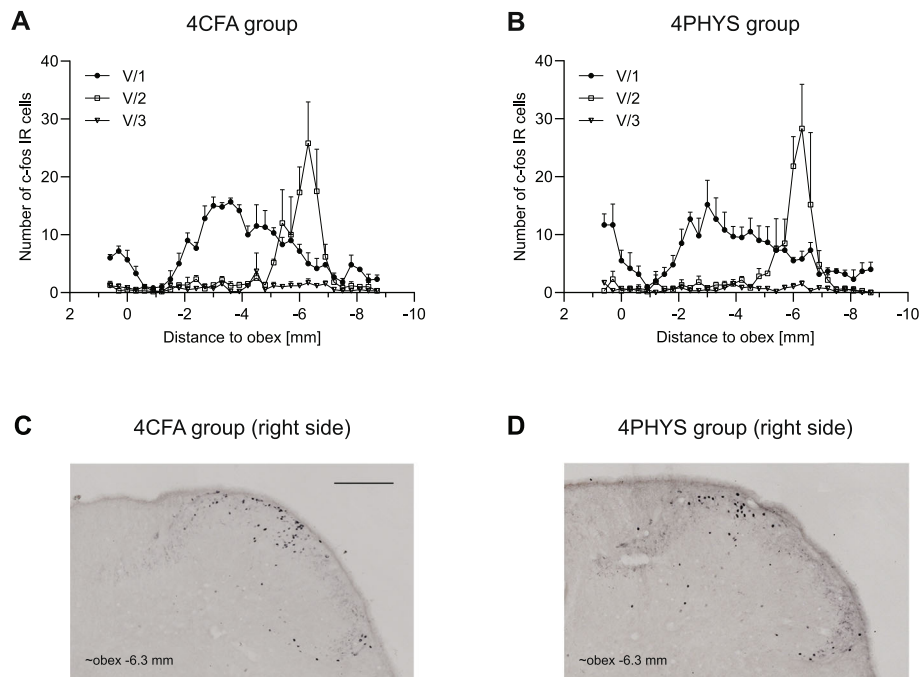 A
4CFA group
Number of c-fos IR cells
40
30
20
10
0
V/1
V/2
V/3
2
0
-2
-4
-6
-8
-10
Distance to obex [mm]
B
4PHYS group
Number of c-fos IR cells
40
30
20
10
0
V/1
V/2
V/3
2
0
-2
-4
-6
-8
-10
Distance to obex [mm]
C
4CFA group (right side)
~obex -6.3 mm
D
4PHYS group (right side)
~obex -6.3 mm